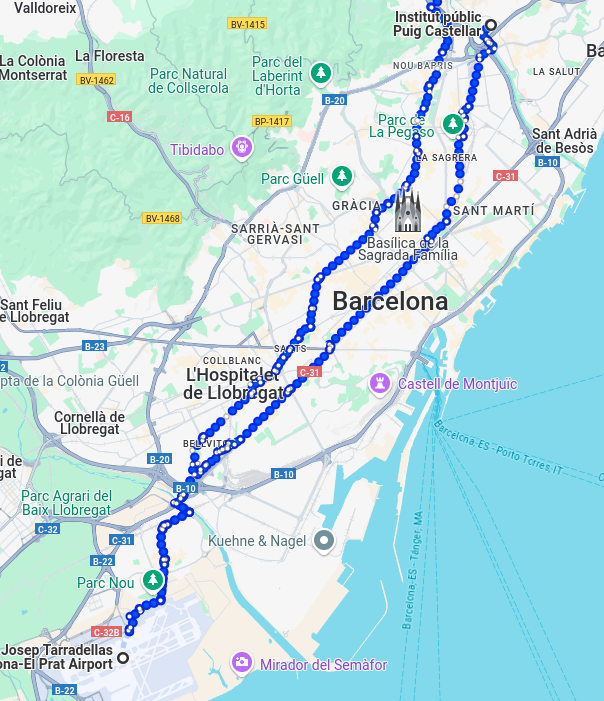 Valldoreix
BV-1415
Institut públic
Puig Castellar
La Colònia
Montserrat
La Floresta
BV-1462
Parc Natural
de Collserola
Parc del
Laberint
d'Horta
NOU BARRIS
LA SALUT
Ba
B-20
C-16
BP-1417
Parc de
La Pegaso
Sant Adrià
de Besòs
B-10
Tibidabo
LA SAGRERA
C-31
Parc Güell
GRÀCIA
BV-1468
SANT MARTÍ
SARRIÀ-SANT
GERVASI
Basílica de la
Sagrada Família
Sant Feliu
de Llobregat
Barcelona
B-23
SANTS
COLLBLANC
C-31
pta de la Colònia Güell
L'Hospitalet
de Llobregat
Castell de Montjuïc
Cornellà de
Llobregat
BELLVITGE
Barcelona, ES - Porto Torres, IT
B-20
B-10
B-10
Parc Agrari del
Baix Llobregat
C-32
C-31
Kuehne & Nagel
B-22
Parc Nou
Barcelona, ES - Tánger, MA
C-32B
Josep Tarradellas
ona-El Prat Airport
Mirador del Semàfor
B-22